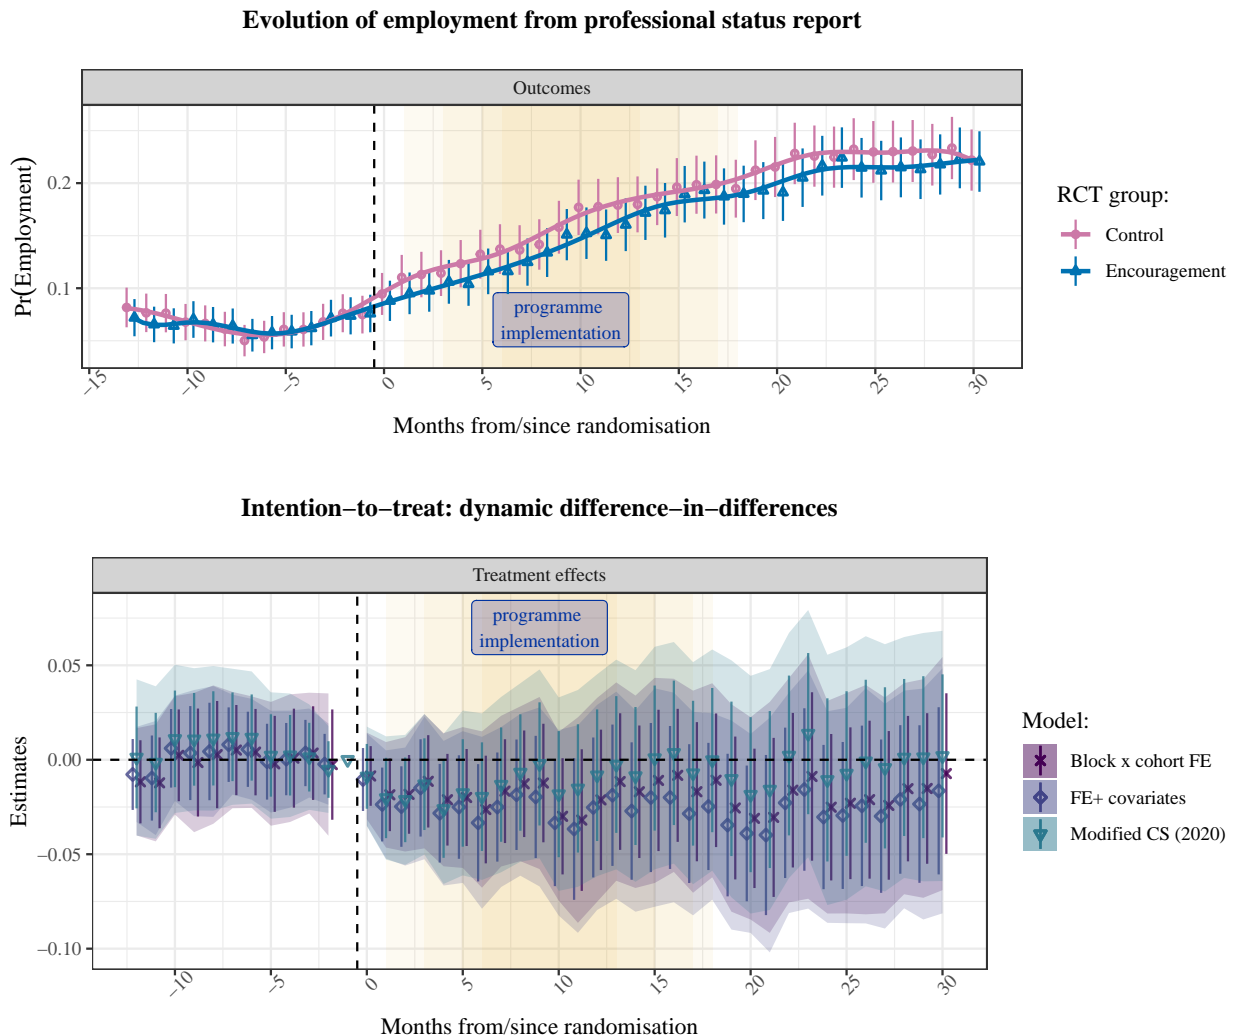 Evolution of employment from professional status report
Outcomes
Pr(Employment)
0.2
0.1
programme
implementation
−15
−10
−5
0
5
10
15
20
25
30
Months from/since randomisation
RCT group:
Control
Encouragement
Intention−to−treat: dynamic difference−in−differences
Treatment effects
programme
implementation
Estimates
0.05
0.00
−0.05
−0.10
−10
−5
0
5
10
15
20
25
30
Months from/since randomisation
Model:
Block x cohort FE
FE+ covariates
Modified CS (2020)